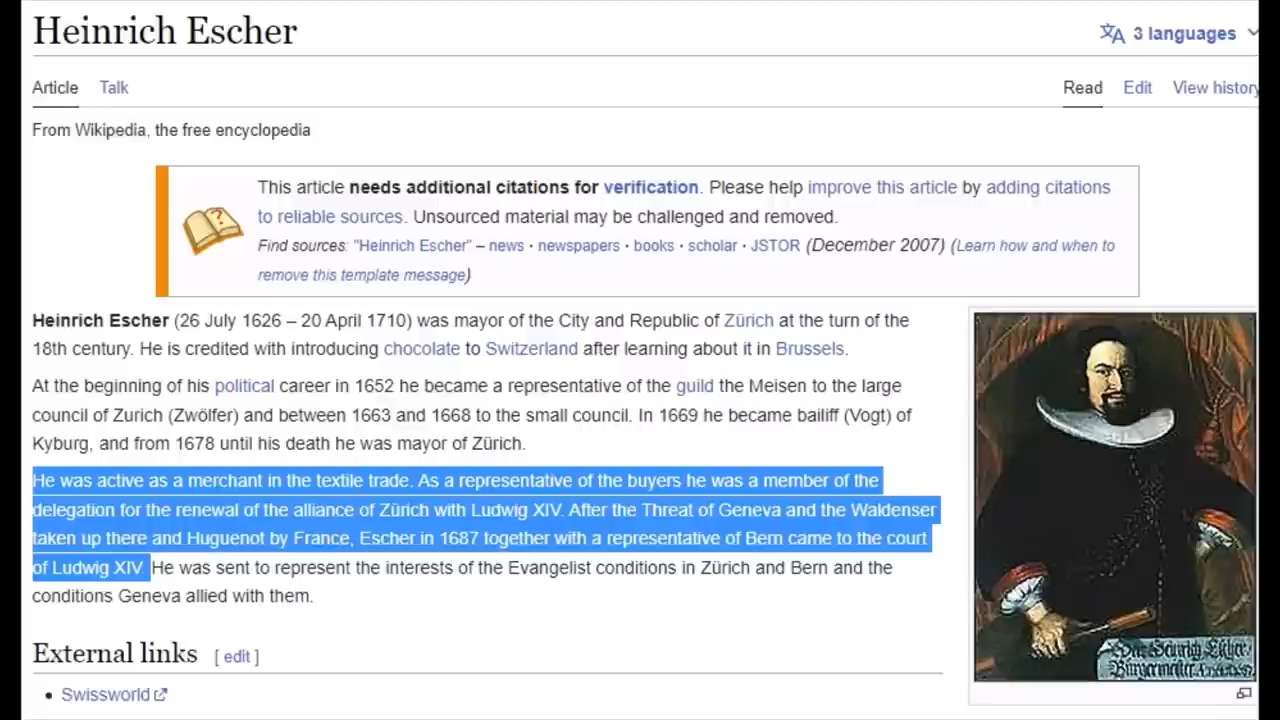 Heinrich Escher
3 languages
Article Talk
Read Edit View history
From Wikipedia, the free encyclopedia
This article needs additional citations for verification. Please help improve this article by adding citations
to reliable sources. Unsourced material may be challenged and removed.
Find sources: "Heinrich Escher" – news · newspapers · books · scholar · JSTOR (December 2007) (Learn how and when to
remove this template message)
Heinrich Escher (26 July 1626 – 20 April 1710) was mayor of the City and Republic of Zürich at the turn of the
18th century. He is credited with introducing chocolate to Switzerland after learning about it in Brussels.
At the beginning of his political career in 1652 he became a representative of the guild the Meisen to the large
council of Zurich (Zwölfer) and between 1663 and 1668 to the small council. In 1669 he became bailiff (Vogt) of
Kyburg, and from 1678 until his death he was mayor of Zürich.
He was active as a merchant in the textile trade. As a representative of the buyers he was a member of the
delegation for the renewal of the alliance of Zürich with Ludwig XIV. After the Threat of Geneva and the Waldenser
taken up there and Huguenot by France, Escher in 1687 together with a representative of Bern came to the court
of Ludwig XIV. He was sent to represent the interests of the Evangelist conditions in Zürich and Bern and the
conditions Geneva allied with them.
External links [ edit ]
Swissworld
Heinrich Escher
Bürgermeister